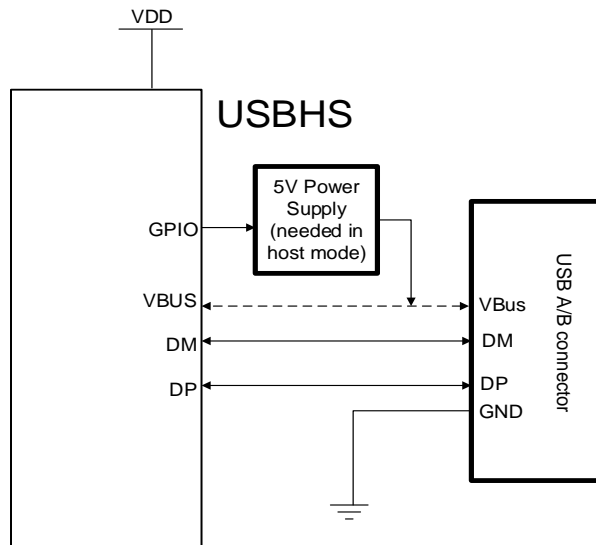 VDD
USBHS
5V Power
Supply
(needed in
host mode)
GPIO
VBUS
DM
DP
VBus
DM
DP
GND
USB A/B connector